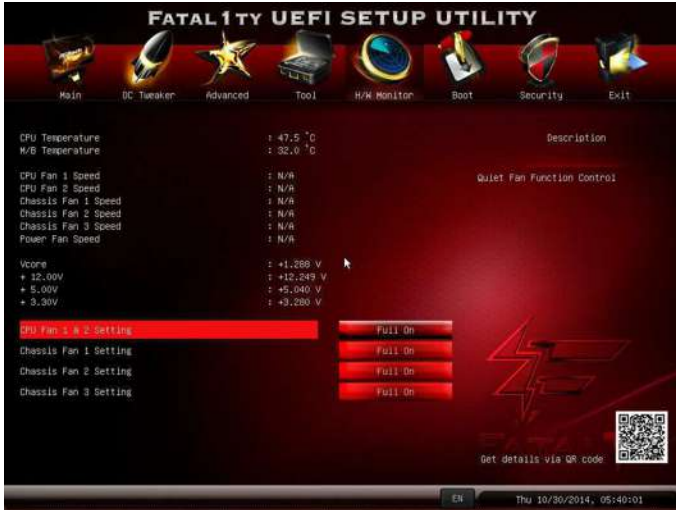 FATAL1TY UEFI SETUP UTILITY
Main OC Tweaker Advanced Tool H/W Monitor Boot Security Exit
CPU Temperature : 47.5 °C
M/B Temperature : 32.0 °C
CPU Fan 1 Speed : N/A
CPU Fan 2 Speed : N/A
Chassis Fan 1 Speed : N/A
Chassis Fan 2 Speed : N/A
Chassis Fan 3 Speed : N/A
Power Fan Speed : N/A
Vcore : +1.288 V
+ 12.00V : +12.249 V
+ 5.00V : +5.040 V
+ 3.30V : +3.280 V
CPU Fan 1 & 2 Setting Full On
Chassis Fan 1 Setting Full On
Chassis Fan 2 Setting Full On
Chassis Fan 3 Setting Full On
Description
Quiet Fan Function Control
Get details via QR code
EN Thu 10/30/2014, 05:40:01